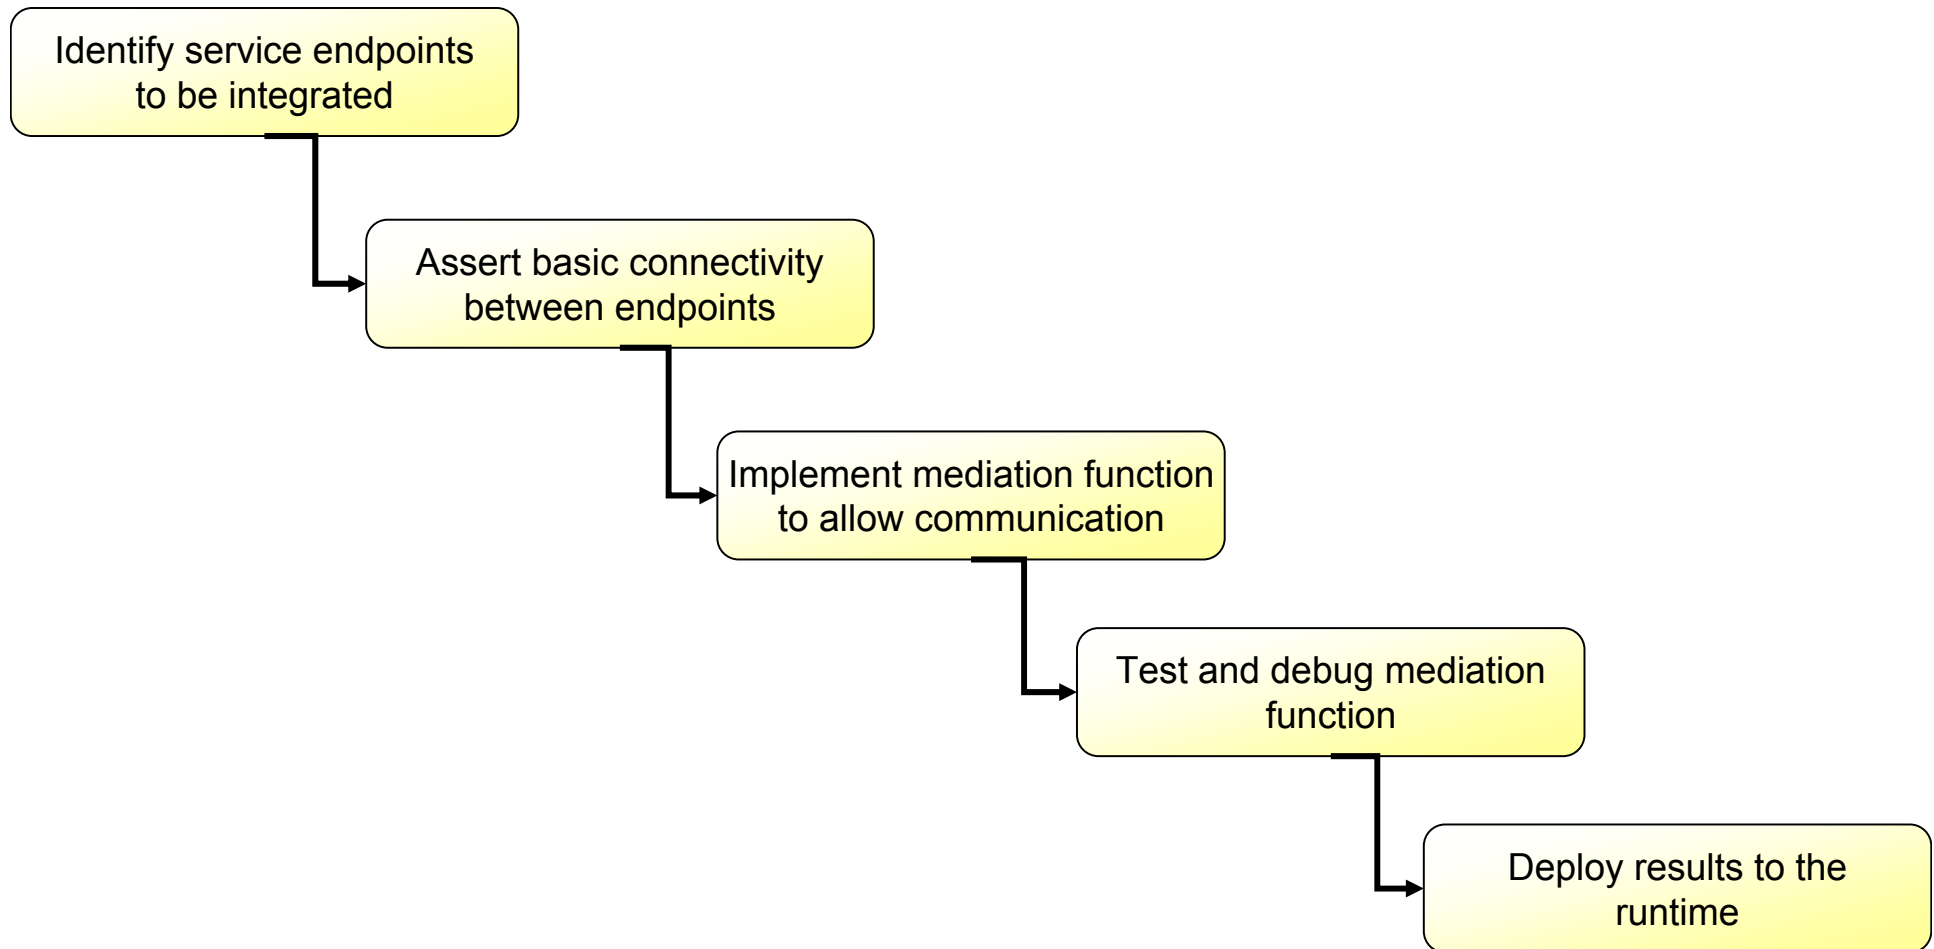 Identify service endpoints
to be integrated
Assert basic connectivity
between endpoints
Implement mediation function
to allow communication
Test and debug mediation
function
Deploy results to the
runtime